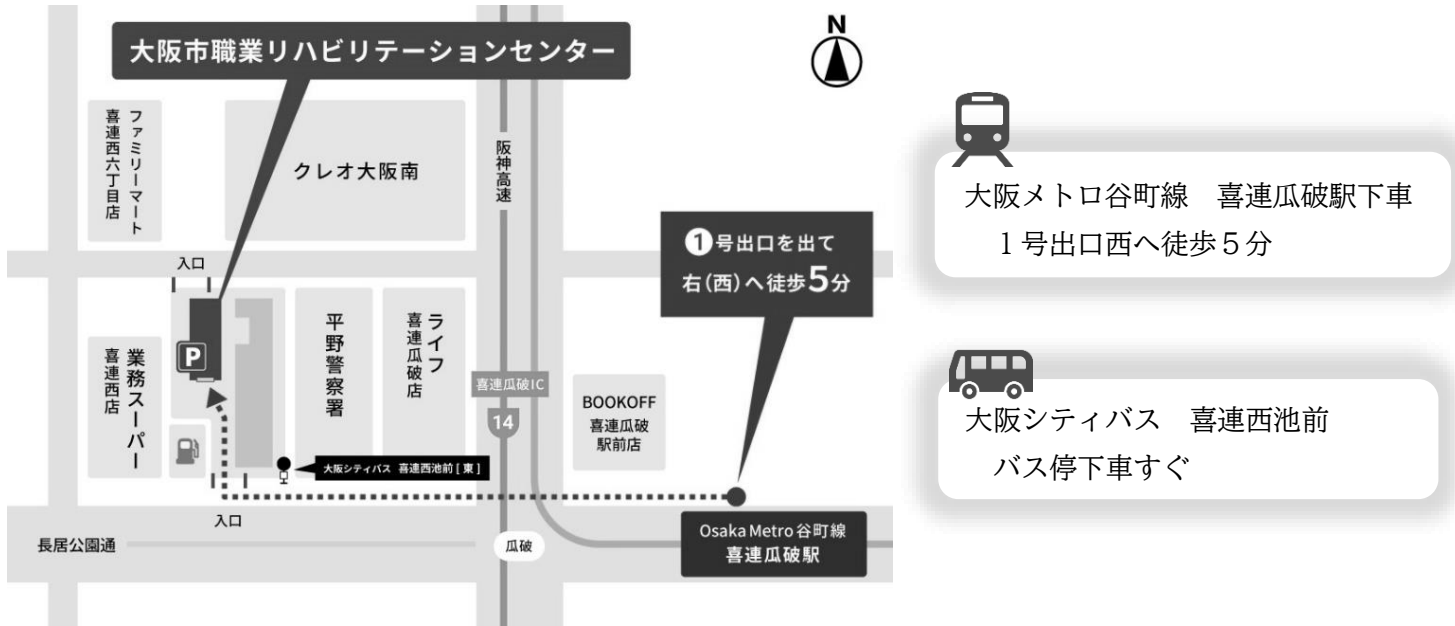 大阪市職業リハビリテーションセンター
N
ファミリーマート
喜連西六丁目店
クレオ大阪南
阪神高速
❶号出口を出て
右(西)へ徒歩5分
入口
P
業務スーパー
喜連西店
平野警察署
ライフ
喜連瓜破店
喜連瓜破IC
14
BOOKOFF
喜連瓜破
駅前店
大阪シティバス 喜連西池前 [ 東 ]
入口
長居公園通
瓜破
Osaka Metro 谷町線
喜連瓜破駅
大阪メトロ谷町線　喜連瓜破駅下車
１号出口西へ徒歩５分
大阪シティバス　喜連西池前
バス停下車すぐ